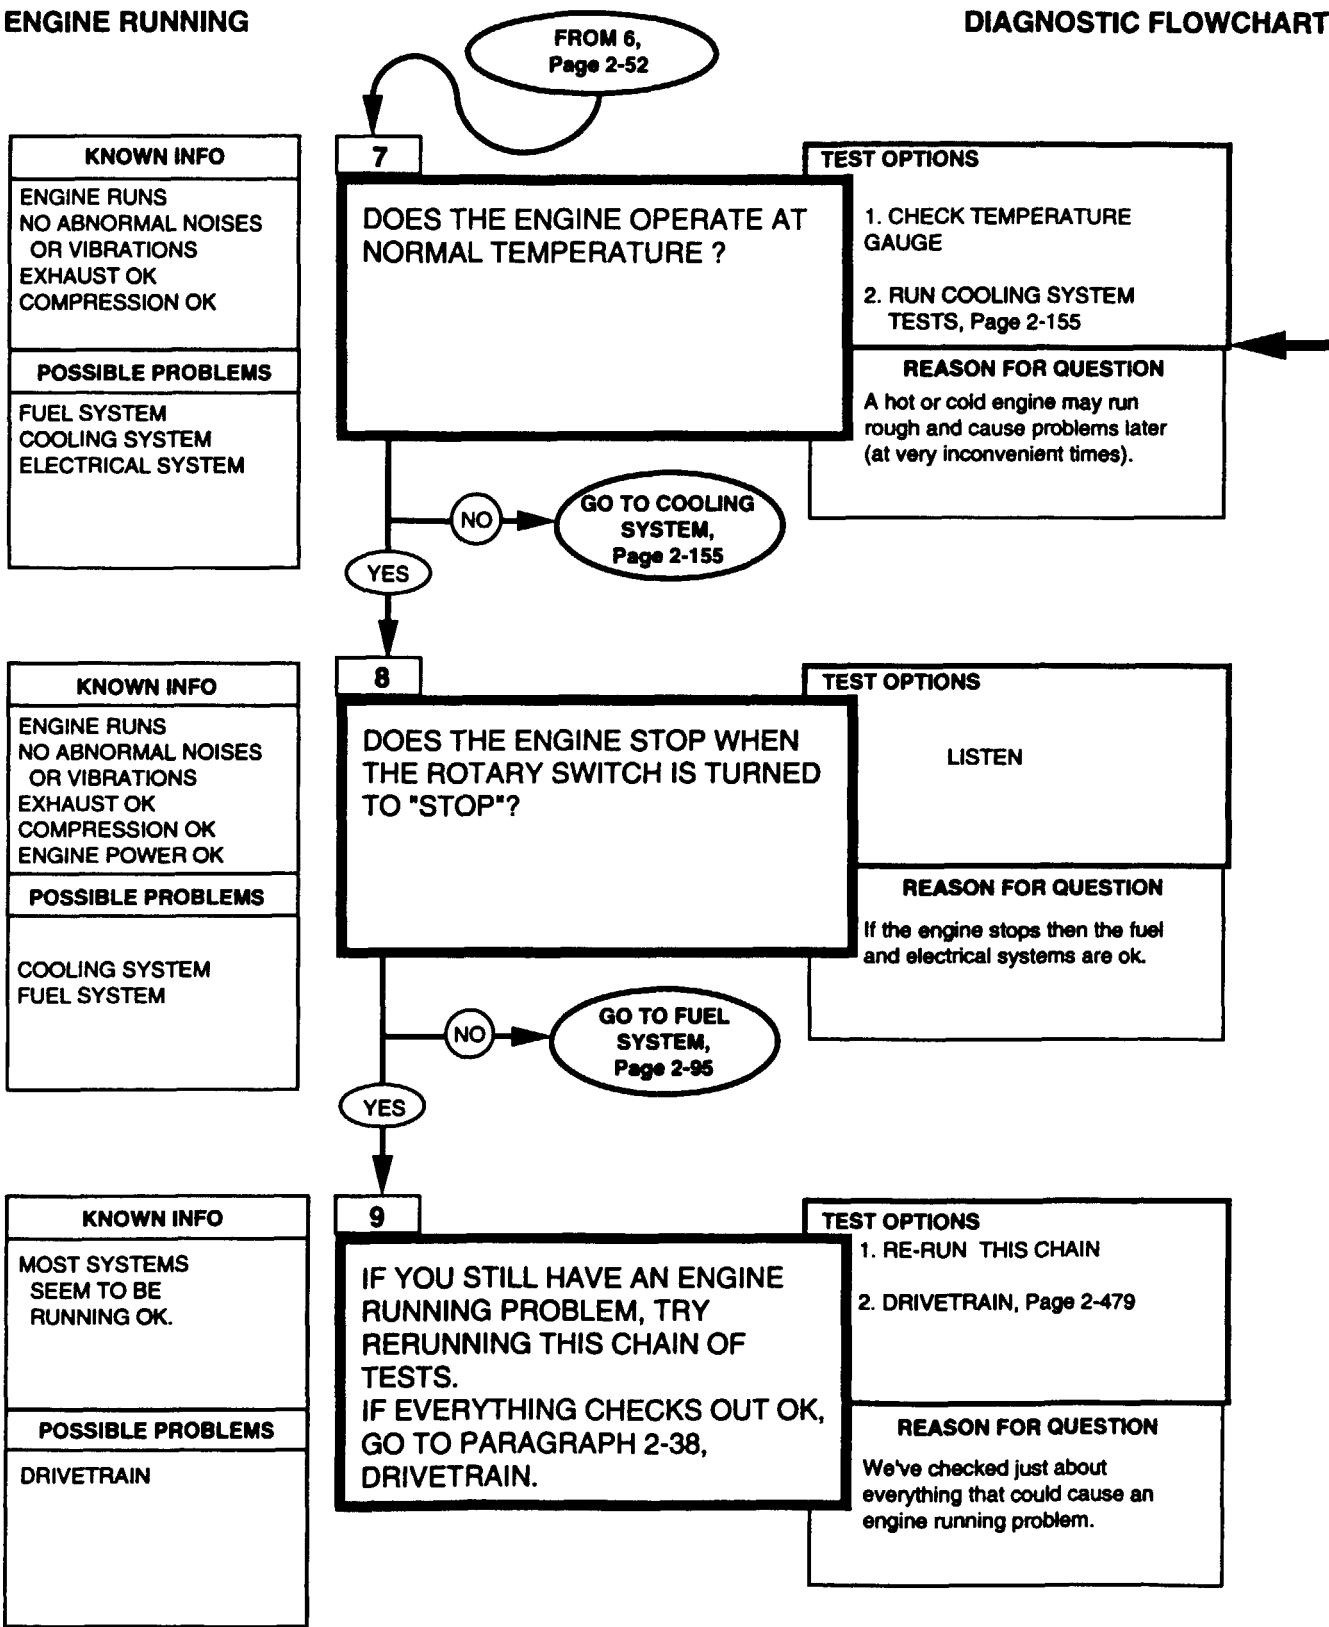 ENGINE RUNNING
DIAGNOSTIC FLOWCHART
FROM 6,
Page 2-52
KNOWN INFO
ENGINE RUNS
NO ABNORMAL NOISES
OR VIBRATIONS
EXHAUST OK
COMPRESSION OK
POSSIBLE PROBLEMS
FUEL SYSTEM
COOLING SYSTEM
ELECTRICAL SYSTEM
7
DOES THE ENGINE OPERATE AT
NORMAL TEMPERATURE ?
TEST OPTIONS
1. CHECK TEMPERATURE
GAUGE
2. RUN COOLING SYSTEM
TESTS, Page 2-155
REASON FOR QUESTION
A hot or cold engine may run
rough and cause problems later
(at very inconvenient times).
NO
GO TO COOLING
SYSTEM,
Page 2-155
YES
KNOWN INFO
ENGINE RUNS
NO ABNORMAL NOISES
OR VIBRATIONS
EXHAUST OK
COMPRESSION OK
ENGINE POWER OK
POSSIBLE PROBLEMS
COOLING SYSTEM
FUEL SYSTEM
8
DOES THE ENGINE STOP WHEN
THE ROTARY SWITCH IS TURNED
TO "STOP"?
TEST OPTIONS
LISTEN
REASON FOR QUESTION
If the engine stops then the fuel
and electrical systems are ok.
NO
GO TO FUEL
SYSTEM,
Page 2-95
YES
KNOWN INFO
MOST SYSTEMS
SEEM TO BE
RUNNING OK.
POSSIBLE PROBLEMS
DRIVETRAIN
9
IF YOU STILL HAVE AN ENGINE
RUNNING PROBLEM, TRY
RERUNNING THIS CHAIN OF
TESTS.
IF EVERYTHING CHECKS OUT OK,
GO TO PARAGRAPH 2-38,
DRIVETRAIN.
TEST OPTIONS
1. RE-RUN THIS CHAIN
2. DRIVETRAIN, Page 2-479
REASON FOR QUESTION
We've checked just about
everything that could cause an
engine running problem.